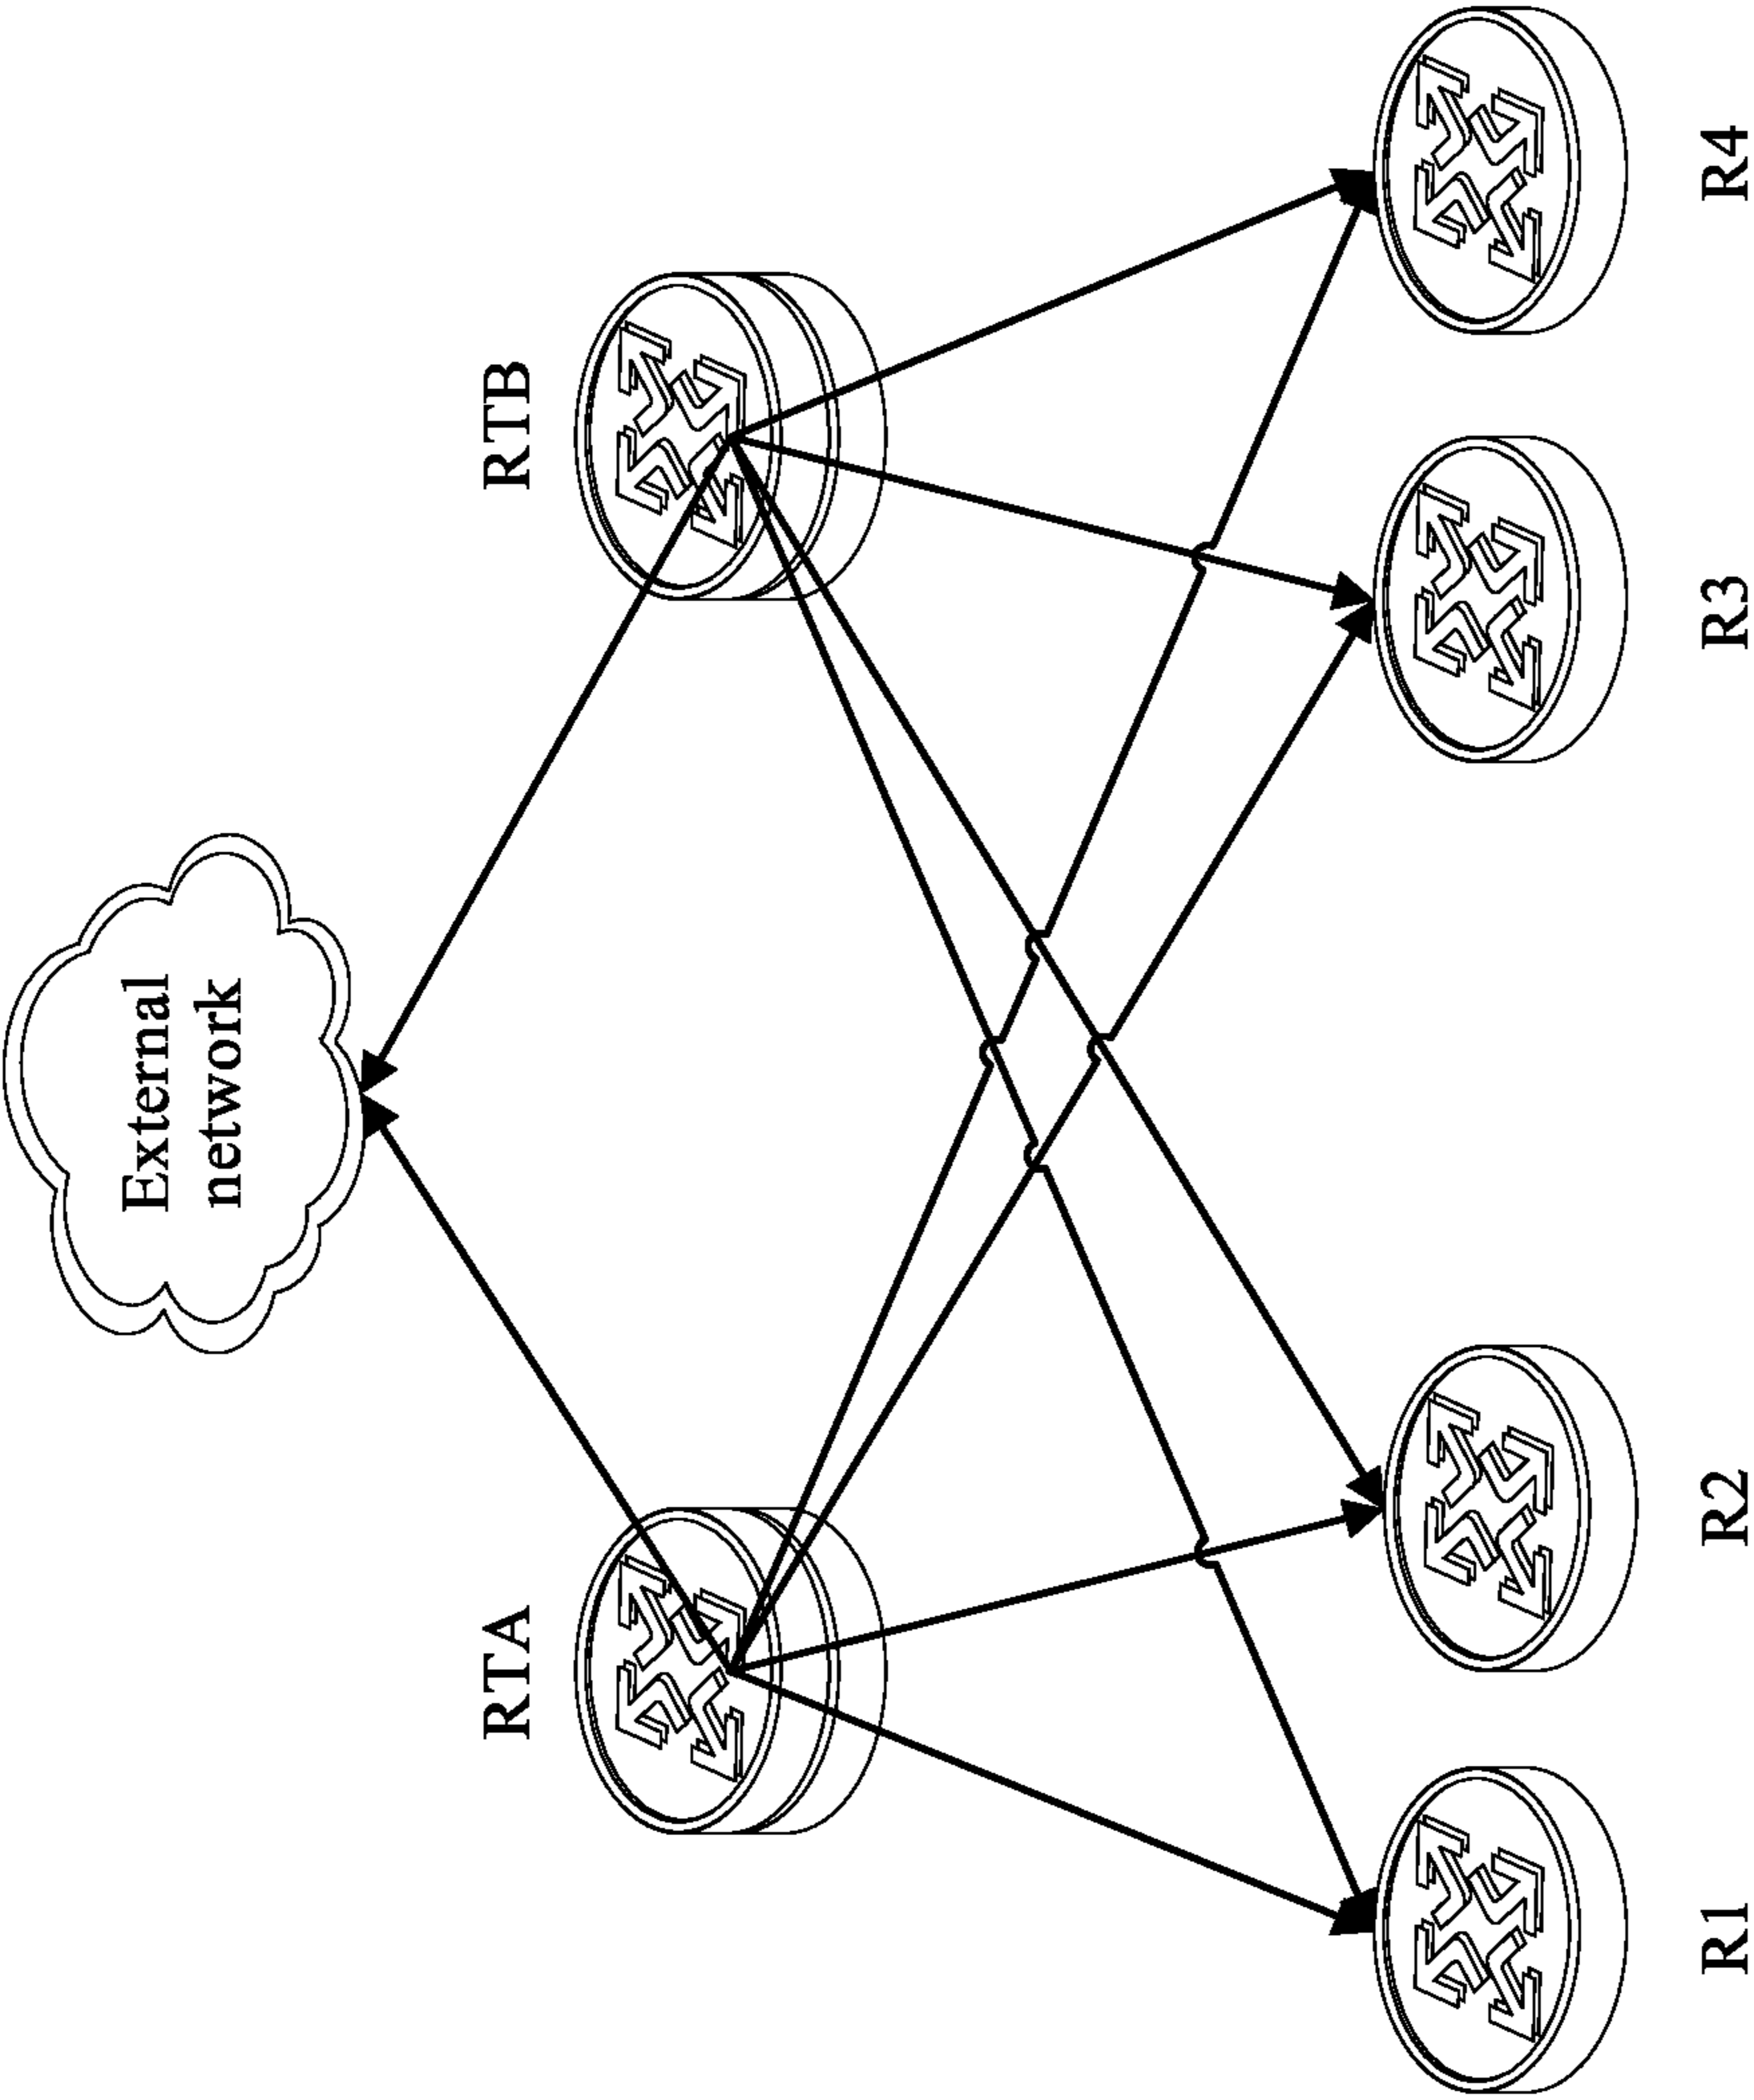 External
network
RTA
RTB
R1
R2
R3
R4